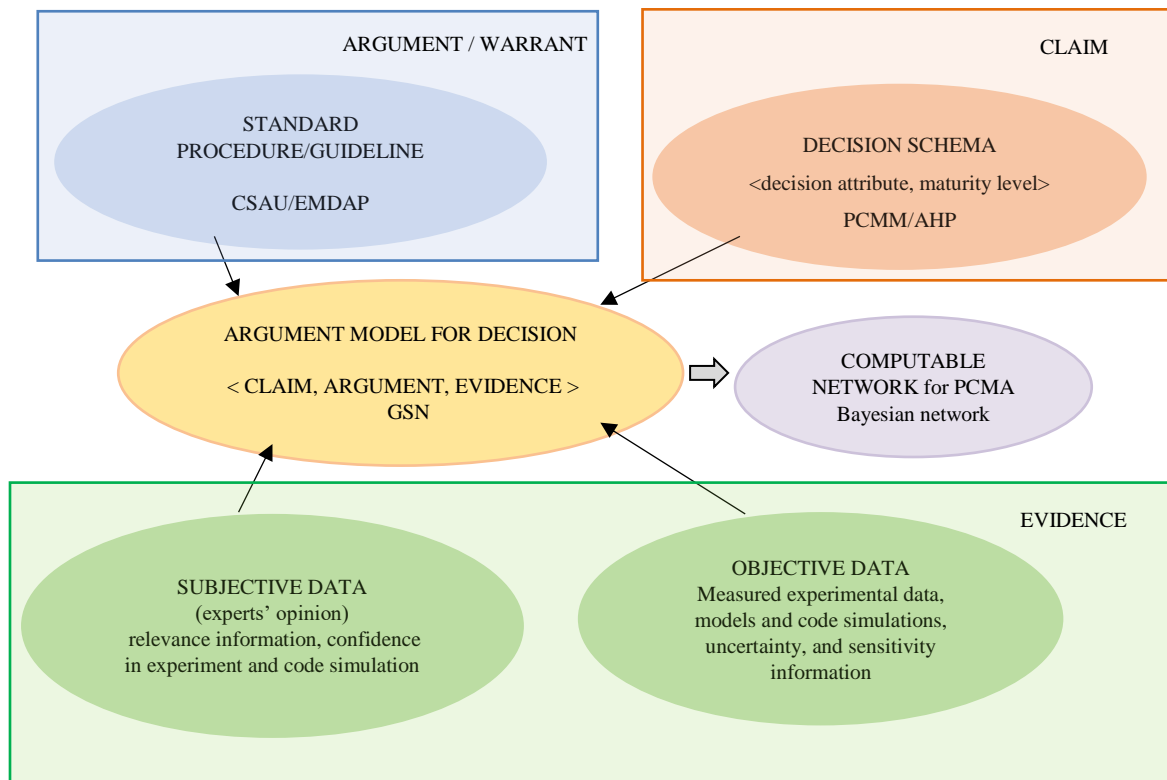 ARGUMENT / WARRANT
STANDARD
PROCEDURE/GUIDELINE
CSAU/EMDAP
CLAIM
DECISION SCHEMA
<decision attribute, maturity level>
PCMM/AHP
ARGUMENT MODEL FOR DECISION
< CLAIM, ARGUMENT, EVIDENCE >
GSN
COMPUTABLE
NETWORK for PCMA
Bayesian network
EVIDENCE
SUBJECTIVE DATA
(experts’ opinion)
relevance information, confidence
in experiment and code simulation
OBJECTIVE DATA
Measured experimental data,
models and code simulations,
uncertainty, and sensitivity
information